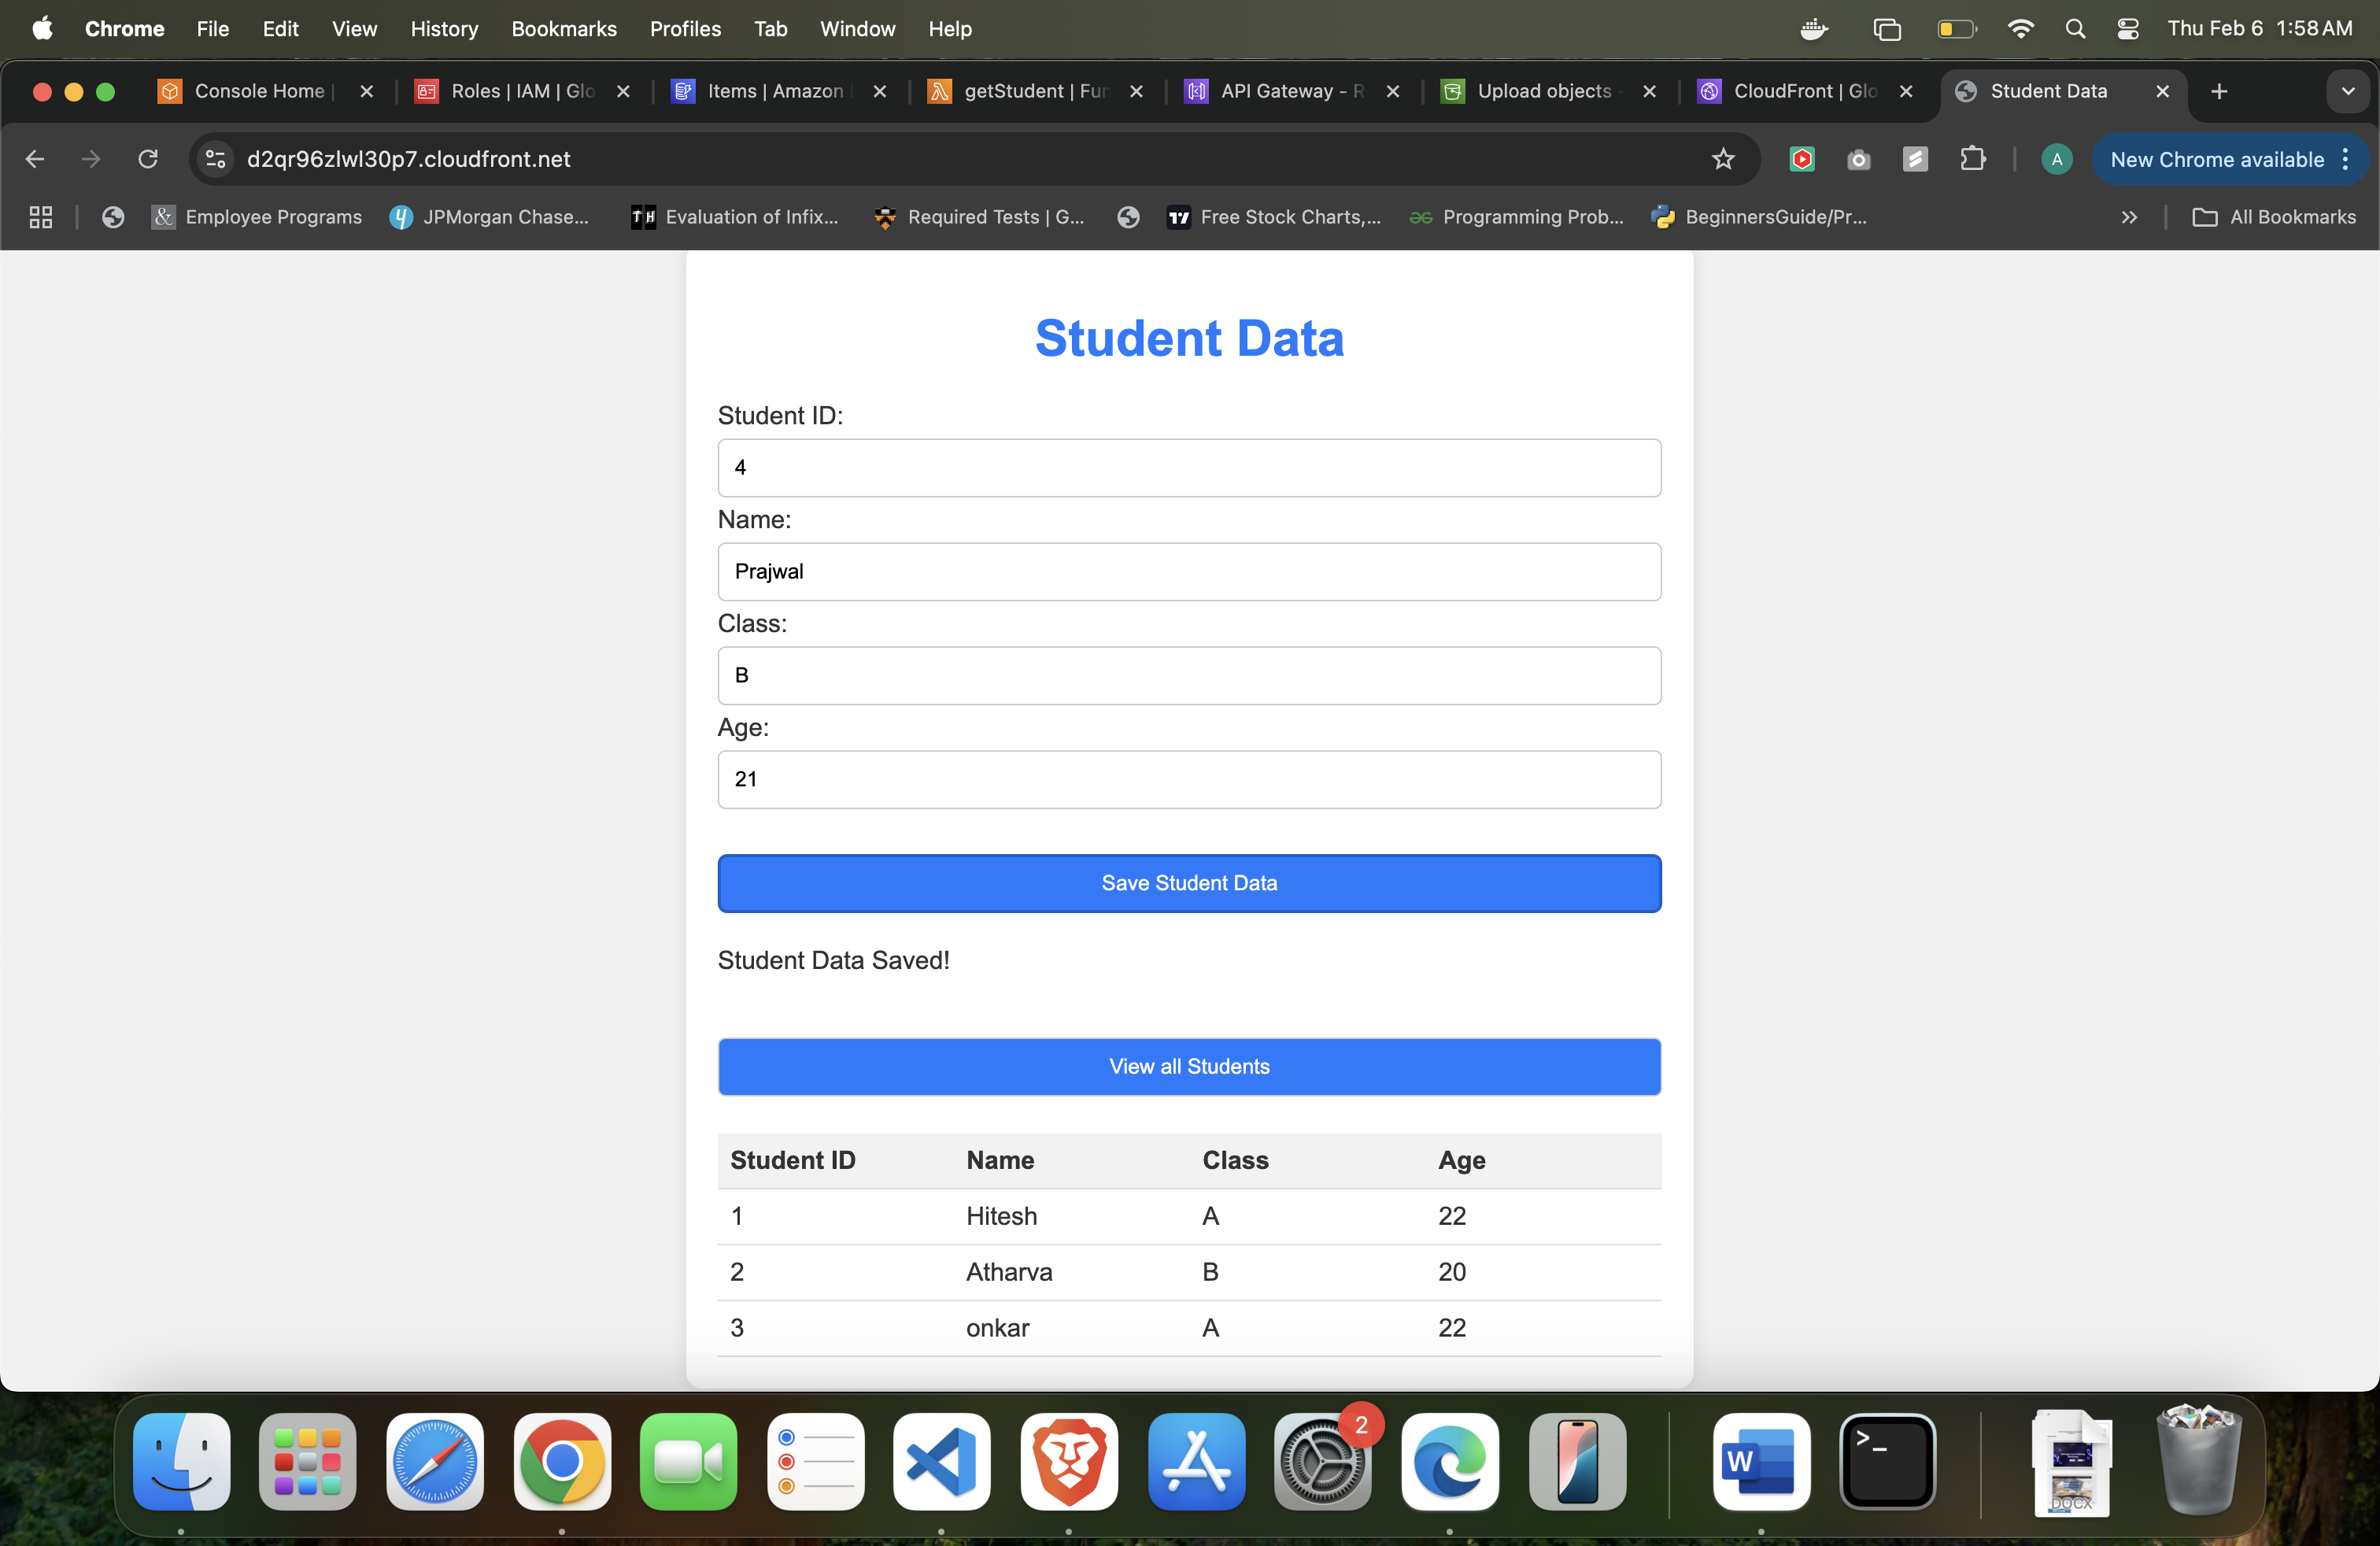 Chrome File Edit View History Bookmarks Profiles Tab Window Help Thu Feb 6 1:58 AM
Console Home | Roles | IAM | Glo Items | Amazon getStudent | Fun API Gateway - R Upload objects - CloudFront | Glo Student Data
d2qr96zlwl30p7.cloudfront.net A New Chrome available
& Employee Programs JPMorgan Chase... TH Evaluation of Infix... Required Tests | G... Free Stock Charts,... Programming Prob... BeginnersGuide/Pr... » All Bookmarks
Student Data
Student ID:
4
Name:
Prajwal
Class:
B
Age:
21
Save Student Data
Student Data Saved!
View all Students
Student ID Name Class Age
1 Hitesh A 22
2 Atharva B 20
3 onkar A 22
2
W >_ DOCX